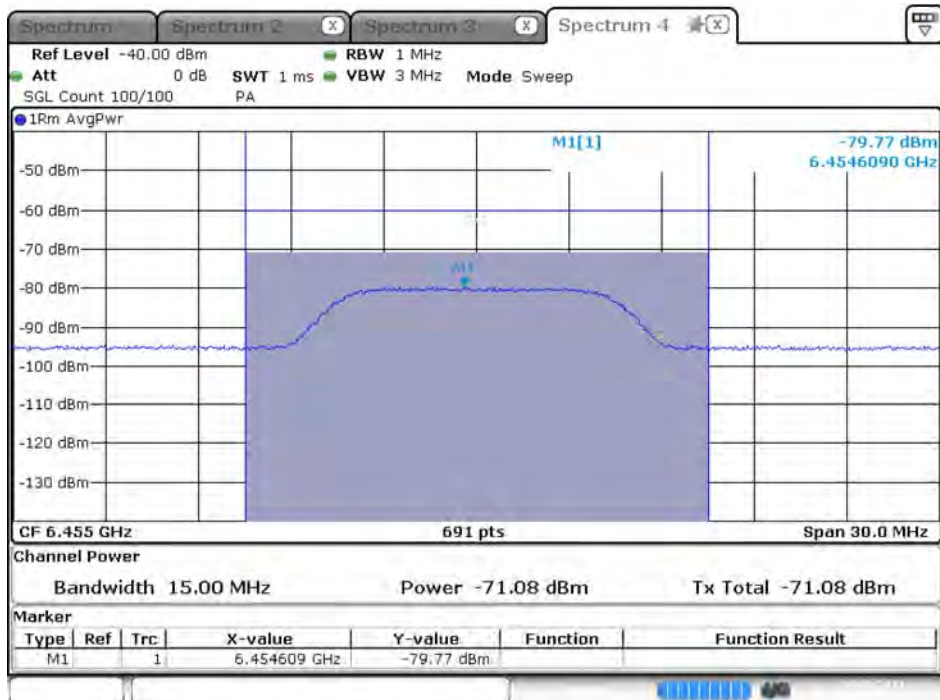 Spectrum Spectrum 2 X Spectrum 3 X Spectrum 4 X
Ref Level -40.00 dBm RBW 1 MHz
Att 0 dB SWT 1 ms VBW 3 MHz Mode Sweep
SGL Count 100/100 PA
1Rm AvgPwr
M1[1] -79.77 dBm
6.4546090 GHz
-50 dBm
-60 dBm
-70 dBm
M1
-80 dBm
-90 dBm
-100 dBm
-110 dBm
-120 dBm
-130 dBm
CF 6.455 GHz 691 pts Span 30.0 MHz
Channel Power
Bandwidth 15.00 MHz Power -71.08 dBm Tx Total -71.08 dBm
Marker
Type Ref Trc X-value Y-value Function Function Result
M1 1 6.454609 GHz -79.77 dBm